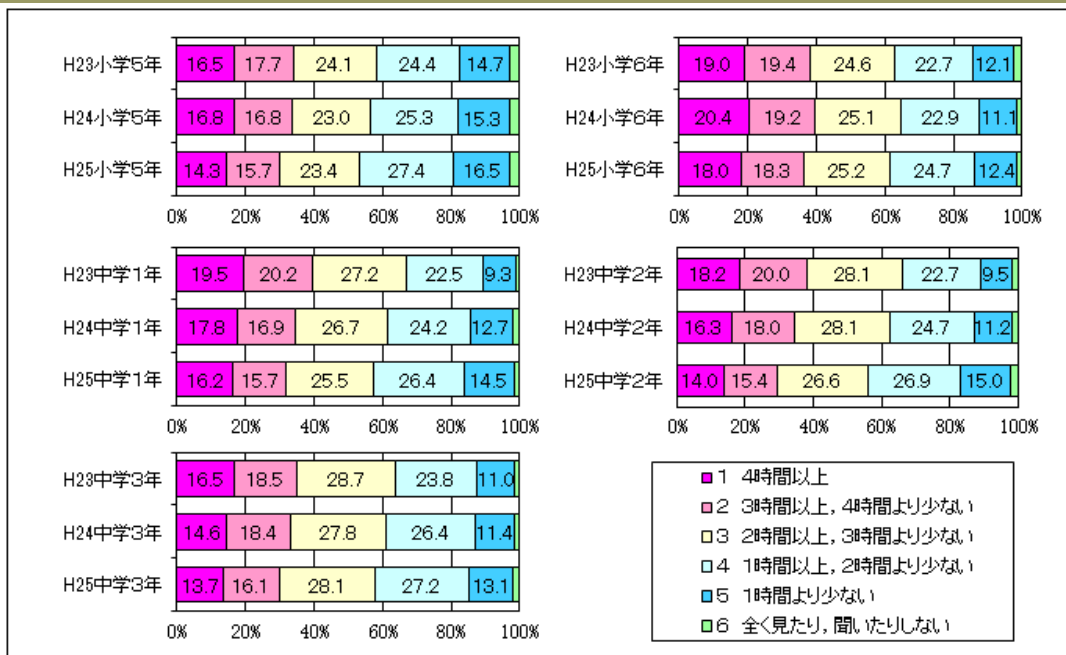 H23小学5年 16.5 17.7 24.1 24.4 14.7
H24小学5年 16.8 16.8 23.0 25.3 15.3
H25小学5年 14.3 15.7 23.4 27.4 16.5
0% 20% 40% 60% 80% 100%
H23小学6年 19.0 19.4 24.6 22.7 12.1
H24小学6年 20.4 19.2 25.1 22.9 11.1
H25小学6年 18.0 18.3 25.2 24.7 12.4
0% 20% 40% 60% 80% 100%
H23中学1年 19.5 20.2 27.2 22.5 9.3
H24中学1年 17.8 16.9 26.7 24.2 12.7
H25中学1年 16.2 15.7 25.5 26.4 14.5
0% 20% 40% 60% 80% 100%
H23中学2年 18.2 20.0 28.1 22.7 9.5
H24中学2年 16.3 18.0 28.1 24.7 11.2
H25中学2年 14.0 15.4 26.6 26.9 15.0
0% 20% 40% 60% 80% 100%
H23中学3年 16.5 18.5 28.7 23.8 11.0
H24中学3年 14.6 18.4 27.8 26.4 11.4
H25中学3年 13.7 16.1 28.1 27.2 13.1
0% 20% 40% 60% 80% 100%
1 4時間以上
2 3時間以上，4時間より少ない
3 2時間以上，3時間より少ない
4 1時間以上，2時間より少ない
5 1時間より少ない
6 全く見たり，聞いたりしない